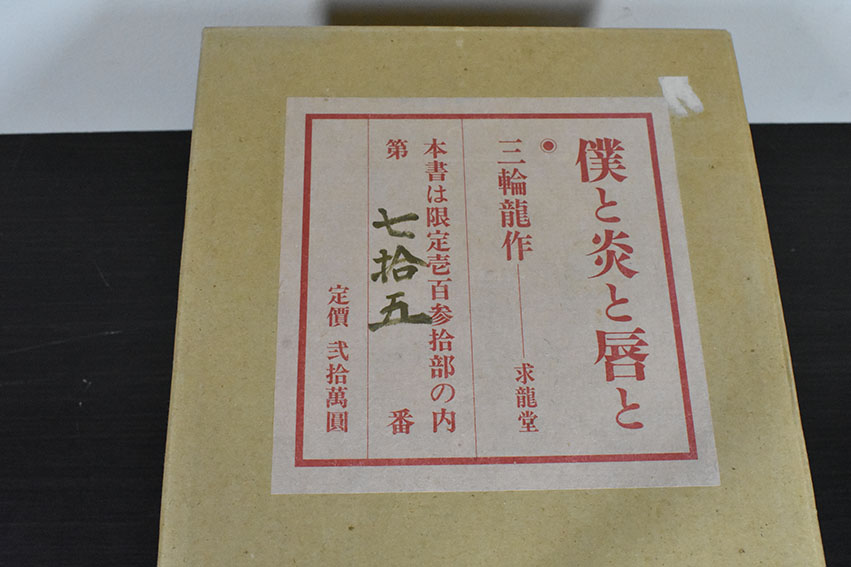 僕と炎と唇と
◉
三輪龍作――求龍堂
本書は限定壱百参拾部の内
第 七拾五 番
定價 弐拾萬圓